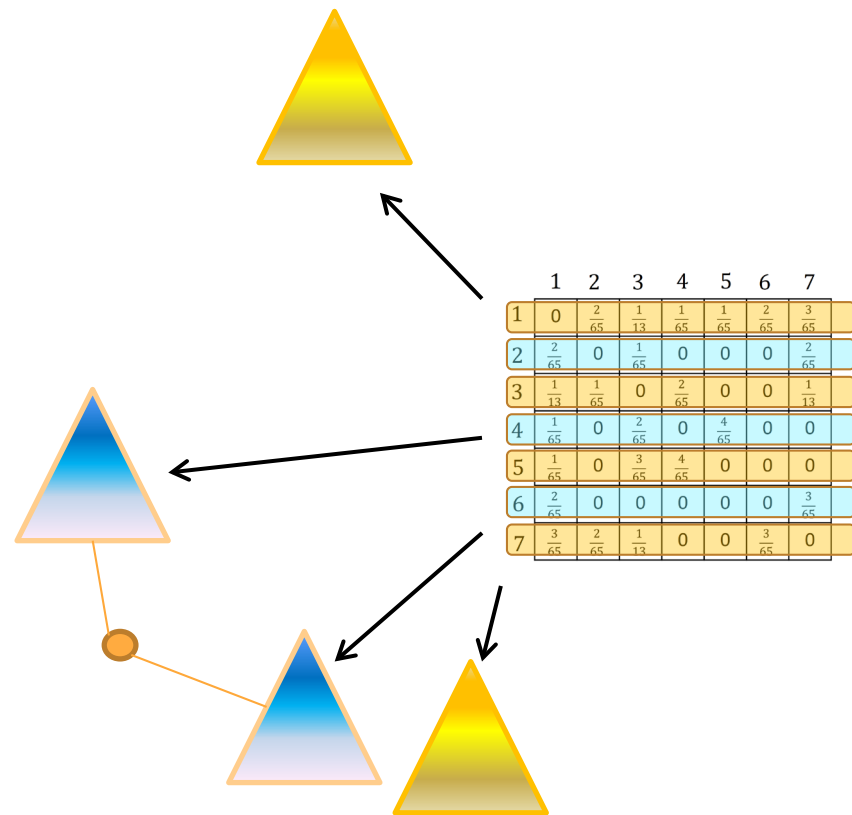 1 2 3 4 5 6 7
1 0 2/65 1/13 1/65 1/65 2/65 3/65
2 2/65 0 1/65 0 0 0 2/65
3 1/13 1/65 0 2/65 0 0 1/13
4 1/65 0 2/65 0 4/65 0 0
5 1/65 0 3/65 4/65 0 0 0
6 2/65 0 0 0 0 0 3/65
7 3/65 2/65 1/13 0 0 3/65 0